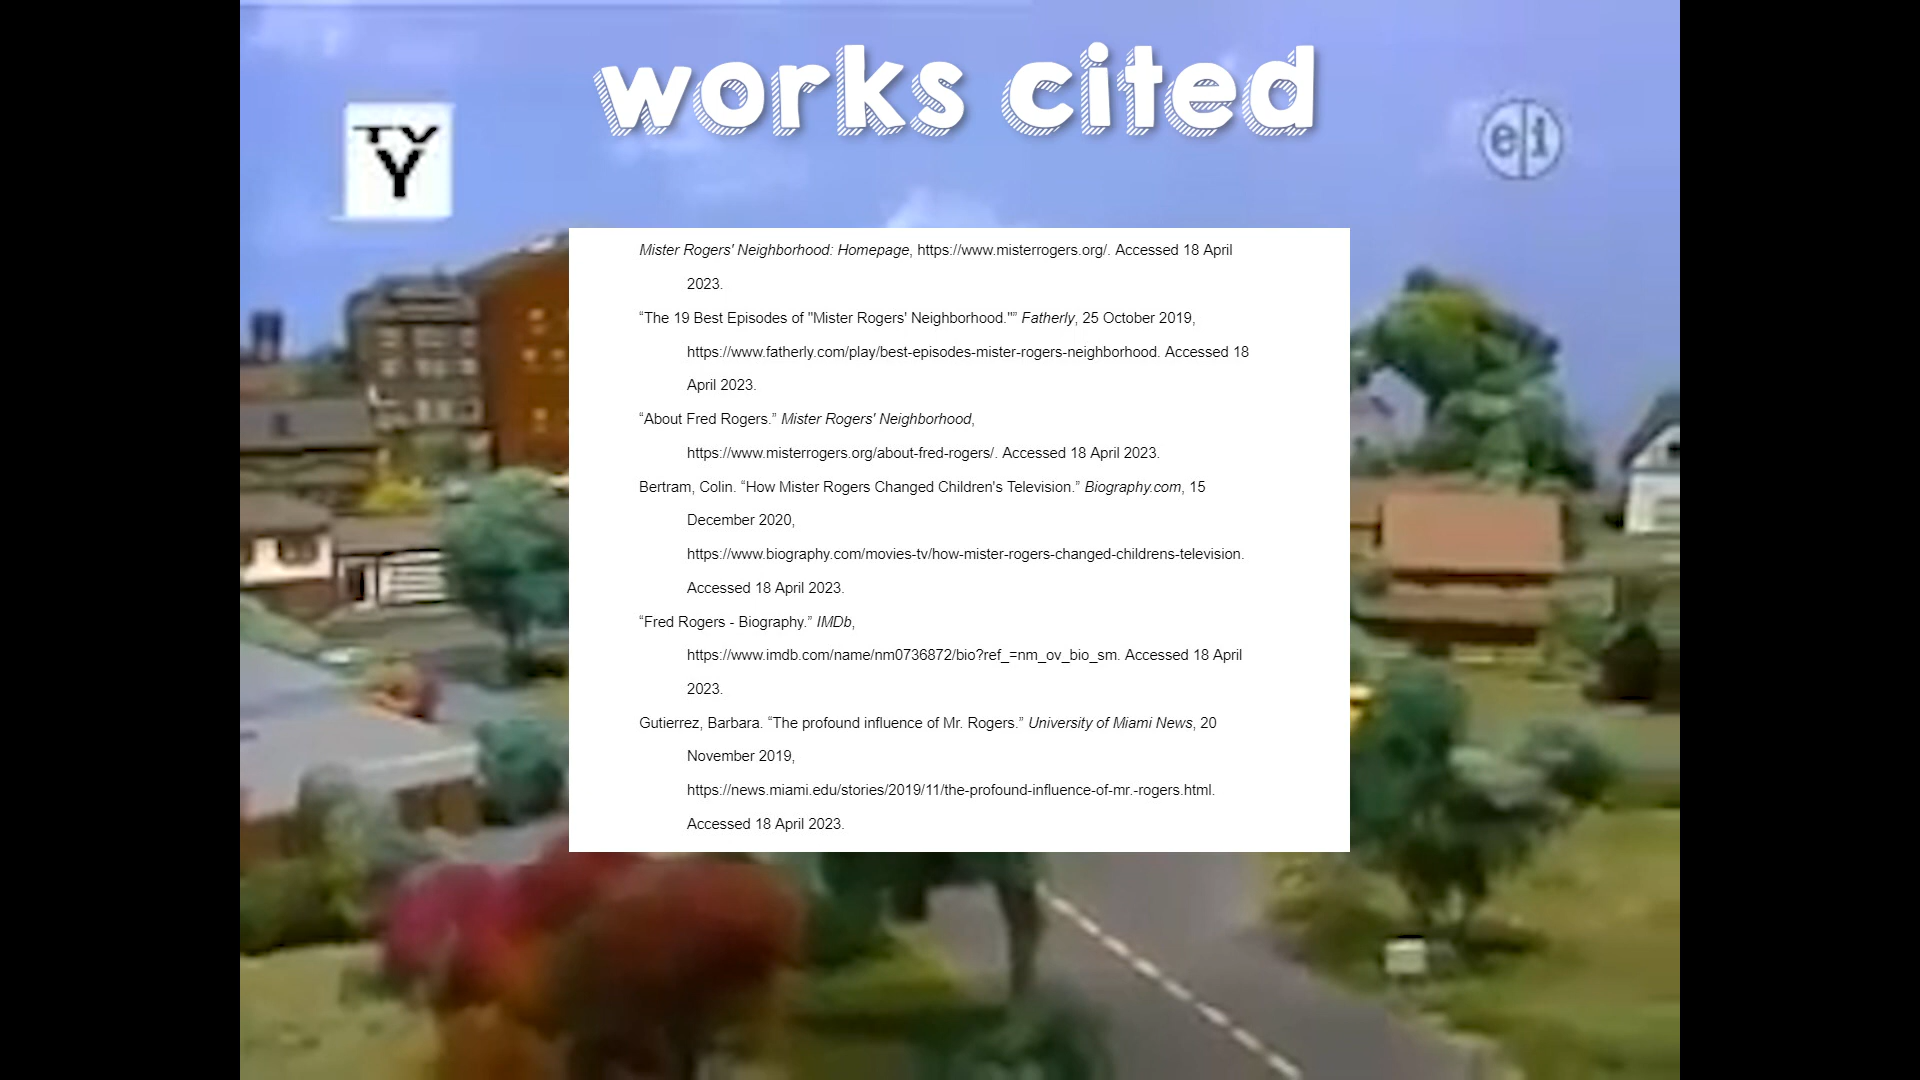 works cited
TV
Y
e|i
Mister Rogers' Neighborhood: Homepage, https://www.misterrogers.org/. Accessed 18 April
2023.
“The 19 Best Episodes of "Mister Rogers' Neighborhood."” Fatherly, 25 October 2019,
https://www.fatherly.com/play/best-episodes-mister-rogers-neighborhood. Accessed 18
April 2023.
“About Fred Rogers.” Mister Rogers' Neighborhood,
https://www.misterrogers.org/about-fred-rogers/. Accessed 18 April 2023.
Bertram, Colin. “How Mister Rogers Changed Children's Television.” Biography.com, 15
December 2020,
https://www.biography.com/movies-tv/how-mister-rogers-changed-childrens-television.
Accessed 18 April 2023.
“Fred Rogers - Biography.” IMDb,
https://www.imdb.com/name/nm0736872/bio?ref_=nm_ov_bio_sm. Accessed 18 April
2023.
Gutierrez, Barbara. “The profound influence of Mr. Rogers.” University of Miami News, 20
November 2019,
https://news.miami.edu/stories/2019/11/the-profound-influence-of-mr.-rogers.html.
Accessed 18 April 2023.